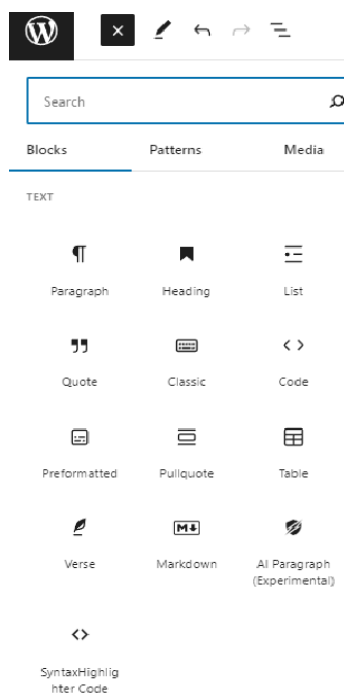 Search
Blocks Patterns Media
TEXT
Paragraph Heading List
Quote Classic Code
Preformatted Pullquote Table
Verse Markdown AI Paragraph
(Experimental)
SyntaxHighlig
hter Code